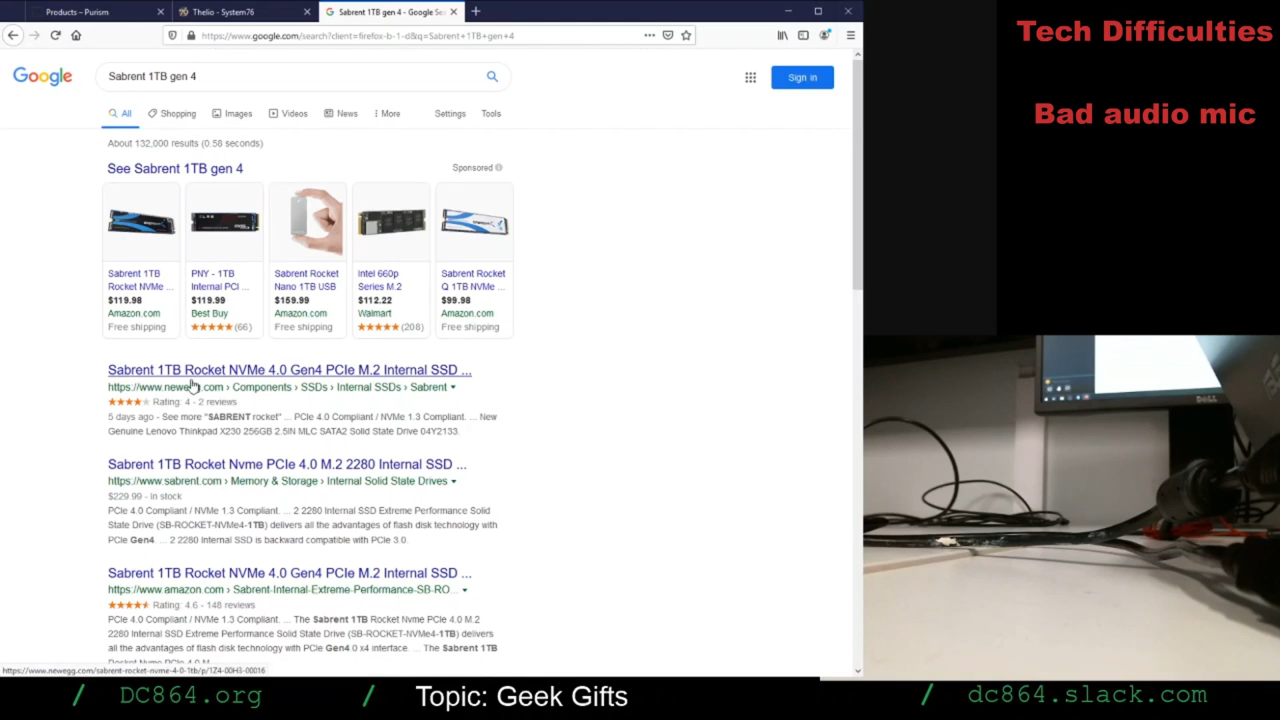 Products – Purism
Thelio - System76
Sabrent 1TB gen 4 - Google Sea
https://www.google.com/search?client=firefox-b-1-d&q=Sabrent+1TB+gen+4
Google
Sabrent 1TB gen 4
Sign in
All
Shopping
Images
Videos
News
More
Settings
Tools
About 132,000 results (0.58 seconds)
See Sabrent 1TB gen 4
Sponsored
Sabrent 1TB
Rocket NVMe ...
$119.98
Amazon.com
Free shipping
PNY - 1TB
Internal PCI ...
$119.99
Best Buy
(66)
Sabrent Rocket
Nano 1TB USB
$159.99
Amazon.com
Free shipping
Intel 660p
Series M.2
$112.22
Walmart
(208)
Sabrent Rocket
Q 1TB NVMe ...
$99.98
Amazon.com
Free shipping
Sabrent 1TB Rocket NVMe 4.0 Gen4 PCIe M.2 Internal SSD ...
https://www.newegg.com › Components › SSDs › Internal SSDs › Sabrent
Rating: 4 - 2 reviews
5 days ago - See more "SABRENT rocket" ... PCIe 4.0 Compliant / NVMe 1.3 Compliant. ... New
Genuine Lenovo Thinkpad X230 256GB 2.5IN MLC SATA2 Solid State Drive 04Y2133.
Sabrent 1TB Rocket Nvme PCIe 4.0 M.2 2280 Internal SSD ...
https://www.sabrent.com › Memory & Storage › Internal Solid State Drives
$229.99 - In stock
PCIe 4.0 Compliant / NVMe 1.3 Compliant. ... 2 2280 Internal SSD Extreme Performance Solid
State Drive (SB-ROCKET-NVMe4-1TB) delivers all the advantages of flash disk technology with
PCIe Gen4. ... 2 2280 Internal SSD is backward compatible with PCIe 3.0.
Sabrent 1TB Rocket NVMe 4.0 Gen4 PCIe M.2 Internal SSD ...
https://www.amazon.com › Sabrent-Internal-Extreme-Performance-SB-RO...
Rating: 4.6 - 148 reviews
PCIe 4.0 Compliant / NVMe 1.3 Compliant. ... The Sabrent 1TB Rocket Nvme PCIe 4.0 M.2
2280 Internal SSD Extreme Performance Solid State Drive (SB-ROCKET-NVMe4-1TB) delivers
all the advantages of flash disk technology with PCIe Gen4.0 x4 interface. ... The Sabrent 1TB
Rocket Nvme PCIe 4.0 M.
https://www.newegg.com/sabrent-rocket-nvme-4-0-1tb/p/1Z4-00H3-00016
Tech Difficulties
Bad audio mic
DELL
/ DC864.org
/ Topic: Geek Gifts
/ dc864.slack.com